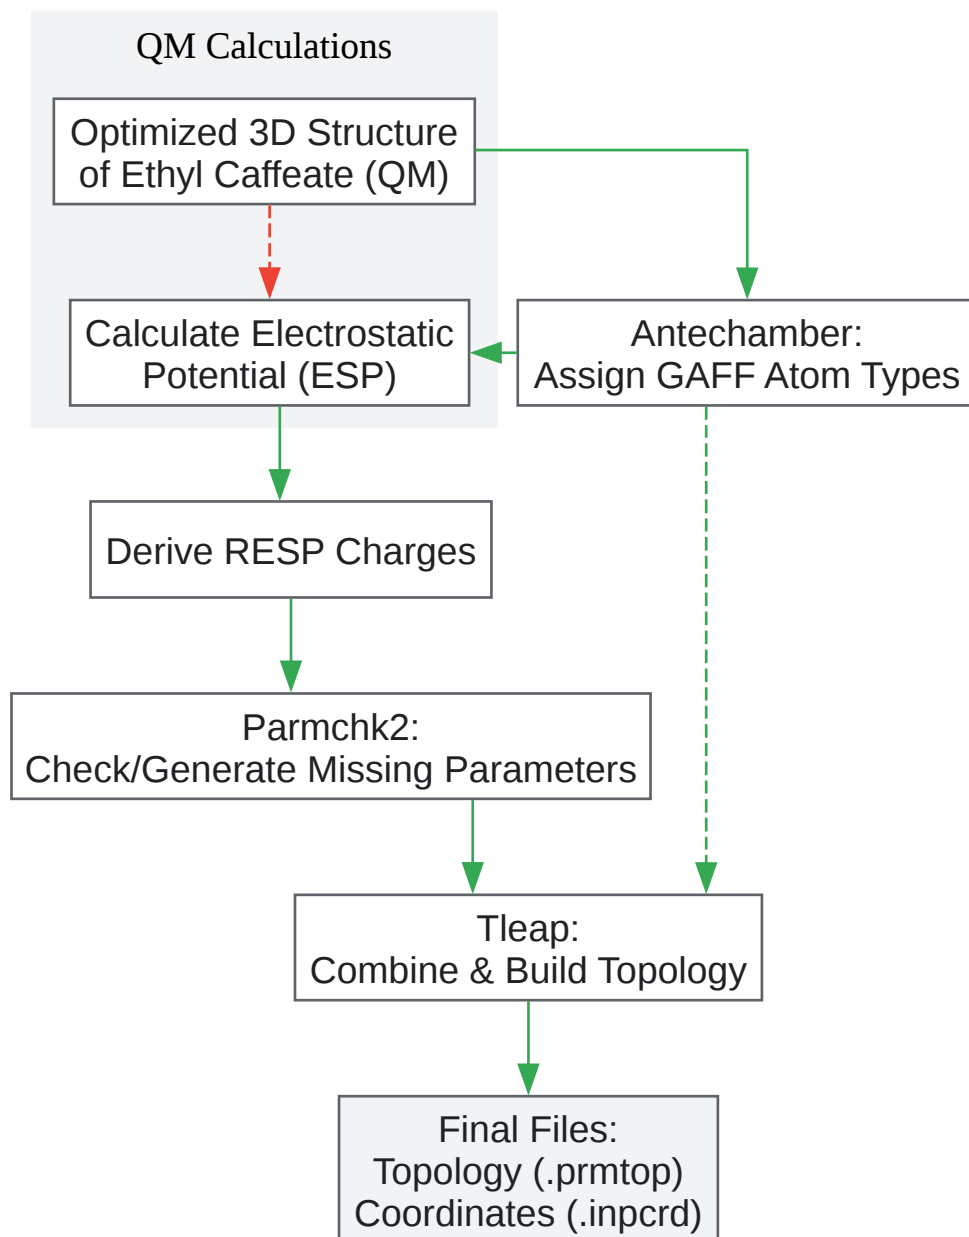 QM Calculations
Optimized 3D Structure
of Ethyl Caffeate (QM)
Calculate Electrostatic
Potential (ESP)
Antechamber:
Assign GAFF Atom Types
Derive RESP Charges
Parmchk2:
Check/Generate Missing Parameters
Tleap:
Combine & Build Topology
Final Files:
Topology (.prmtop)
Coordinates (.inpcrd)